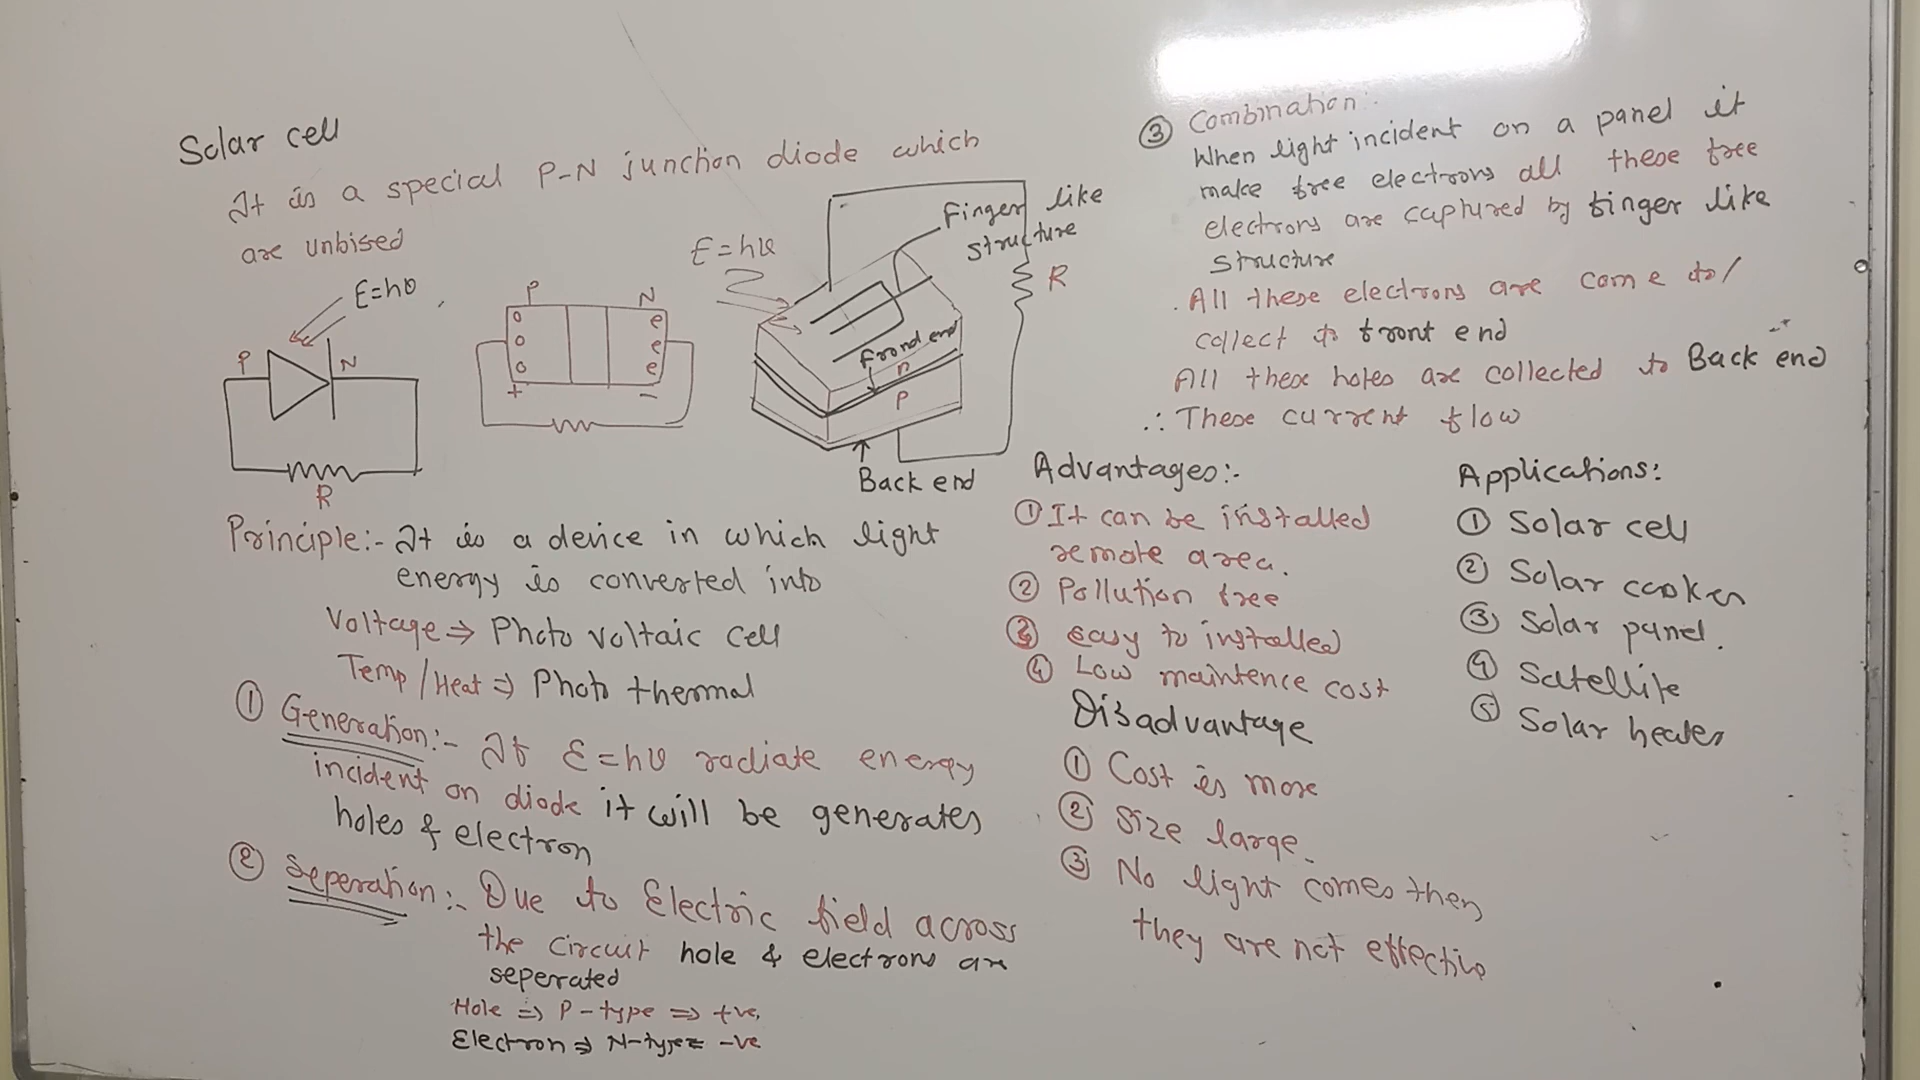 Solar cell
It is a special P-N junction diode which
are unbised
E=hυ
P
N
R
P
N
o
o
o
e
e
e
+
−
E=hυ
Finger like
structure
R
frond end
n
P
Back end
Principle:- It is a device in which light
energy is converted into
Voltage ⇒ Photo voltaic cell
Temp/Heat ⇒ Photo thermal
① Generation:- If E=hυ radiate energy
incident on diode it will be generates
holes & electron
② Seperation:- Due to Electric field across
the circuit hole & electrons are
seperated
Hole ⇒ P-type ⇒ +ve
Electron ⇒ N-type = -ve
③ Combination:
When light incident on a panel it
make free electrons all these free
electrons are captured by finger like
structure
. All these electrons are come to/
collect to front end
All these holes are collected to Back end
∴ These current flow
Advantages:-
① It can be installed
remote area.
② Pollution free
③ easy to installed
④ Low maintence cost
Disadvantage
① Cost is more
② Size large.
③ No light comes then
they are not effective
Applications:
① Solar cell
② Solar cooker
③ Solar panel.
④ Satellite
⑤ Solar heater